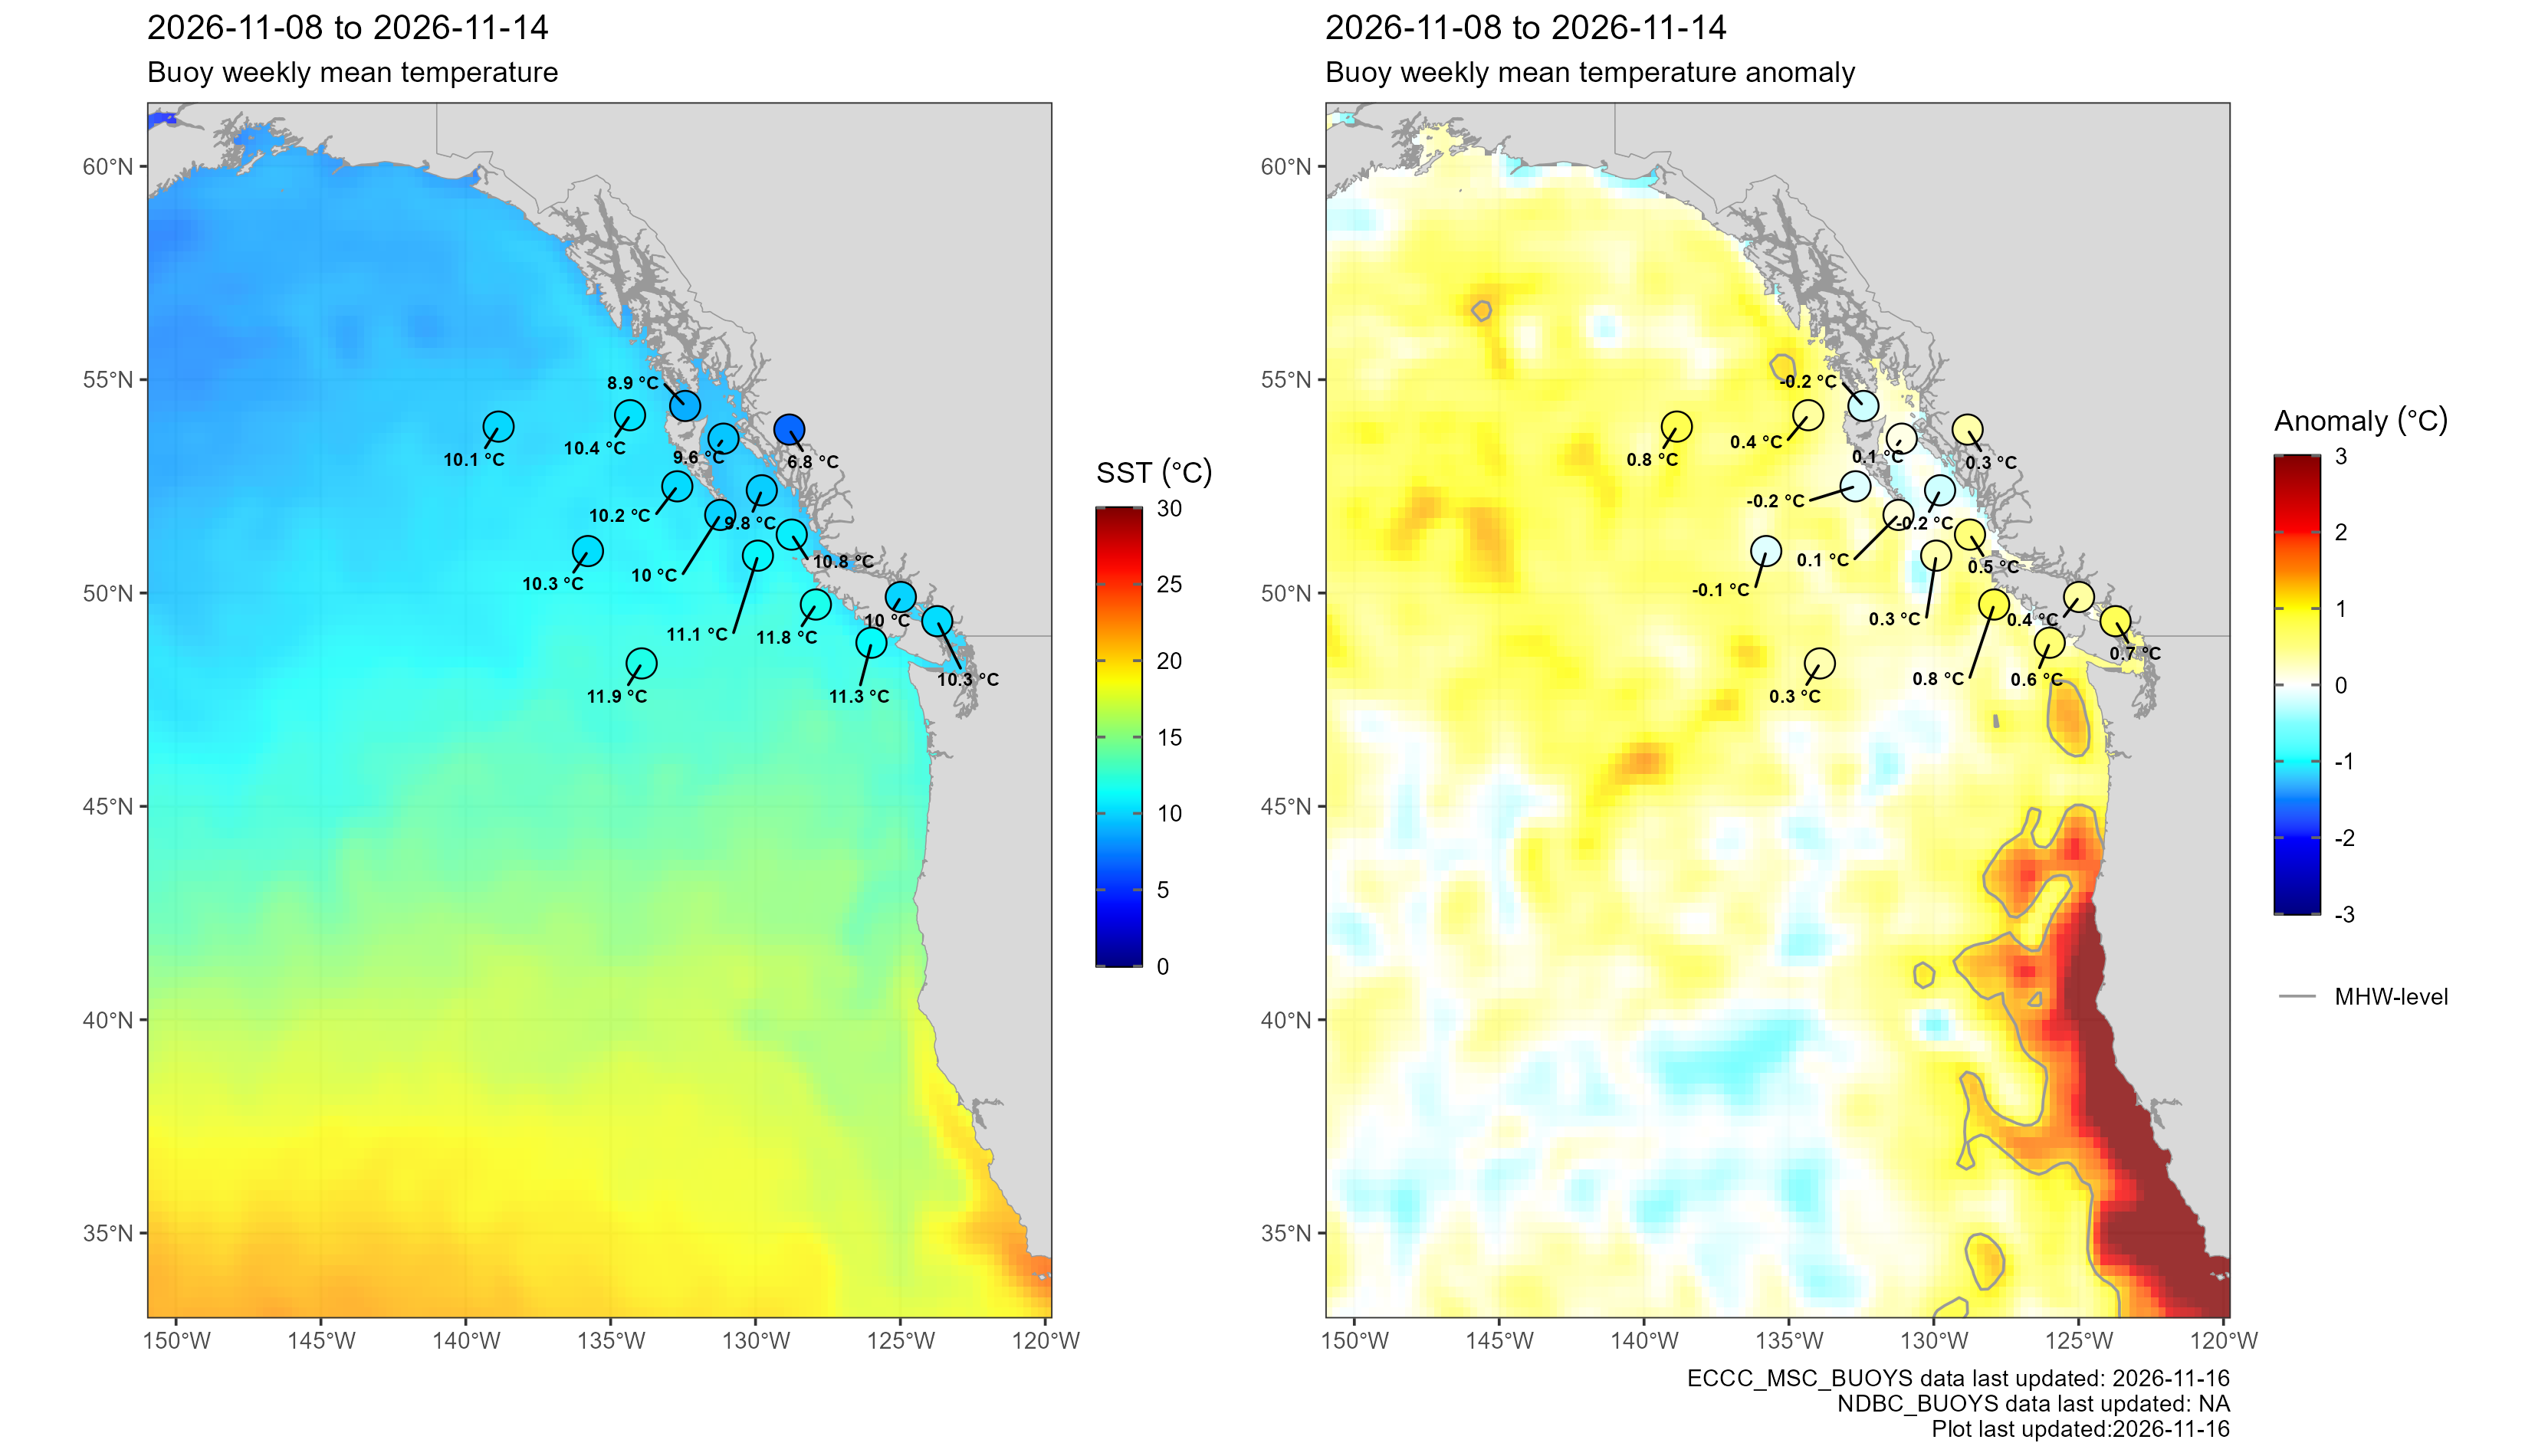 2026-11-08 to 2026-11-14
Buoy weekly mean temperature
60°N
55°N
50°N
45°N
40°N
35°N
150°W
145°W
140°W
135°W
130°W
125°W
120°W
8.9 °C
10.1 °C
10.4 °C
9.6 °C
6.8 °C
10.2 °C
9.8 °C
10.3 °C
10 °C
10.8 °C
11.1 °C
11.8 °C
10 °C
11.9 °C
11.3 °C
10.3 °C
SST (°C)
30
25
20
15
10
5
0
2026-11-08 to 2026-11-14
Buoy weekly mean temperature anomaly
60°N
55°N
50°N
45°N
40°N
35°N
150°W
145°W
140°W
135°W
130°W
125°W
120°W
-0.2 °C
0.8 °C
0.4 °C
0.1 °C
0.3 °C
-0.2 °C
-0.2 °C
-0.1 °C
0.1 °C
0.5 °C
0.3 °C
0.4 °C
0.3 °C
0.8 °C
0.6 °C
0.7 °C
Anomaly (°C)
3
2
1
0
-1
-2
-3
MHW-level
ECCC_MSC_BUOYS data last updated: 2026-11-16
NDBC_BUOYS data last updated: NA
Plot last updated:2026-11-16